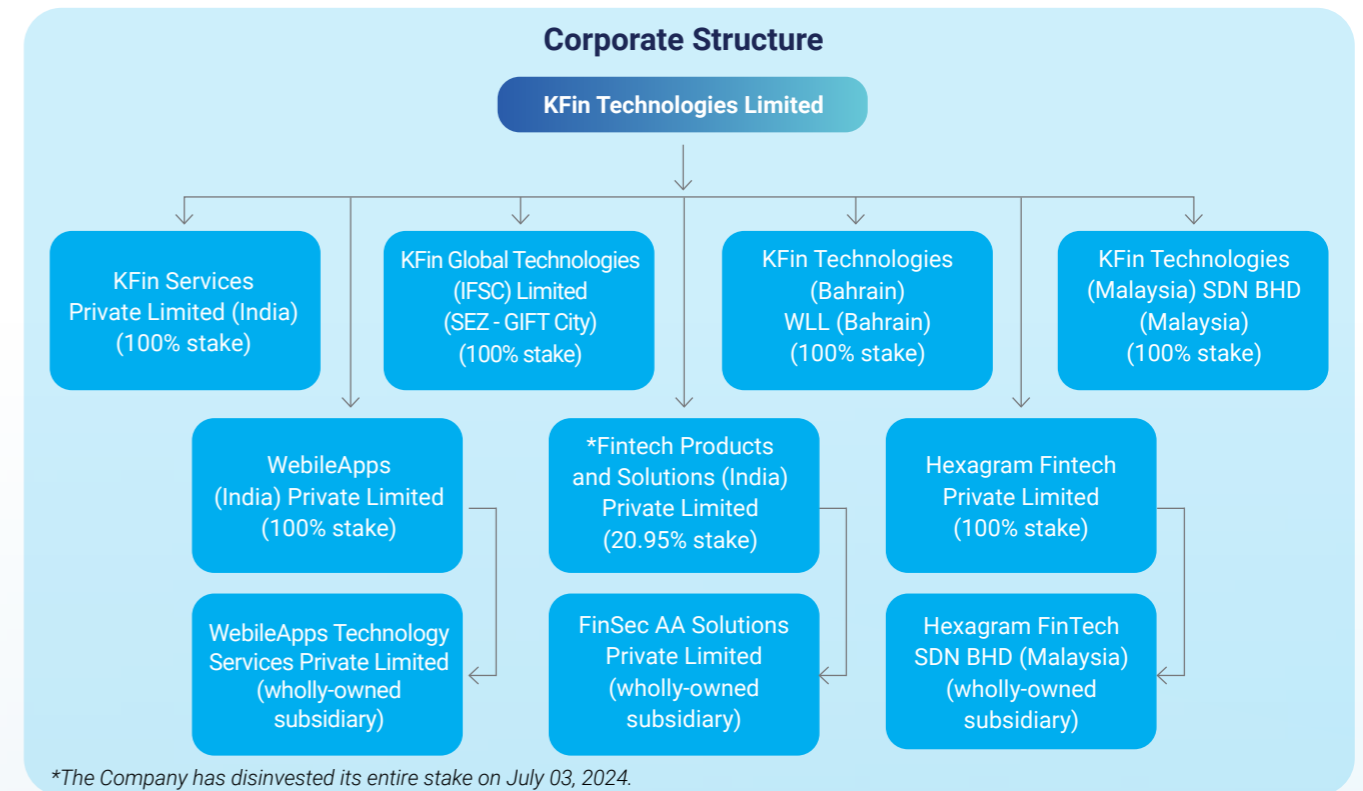 Corporate Structure
KFin Technologies Limited
KFin Services
Private Limited (India)
(100% stake)
KFin Global Technologies
(IFSC) Limited
(SEZ - GIFT City)
(100% stake)
KFin Technologies
(Bahrain)
WLL (Bahrain)
(100% stake)
KFin Technologies
(Malaysia) SDN BHD
(Malaysia)
(100% stake)
WebileApps
(India) Private Limited
(100% stake)
*Fintech Products
and Solutions (India)
Private Limited
(20.95% stake)
Hexagram Fintech
Private Limited
(100% stake)
WebileApps Technology
Services Private Limited
(wholly-owned
subsidiary)
FinSec AA Solutions
Private Limited
(wholly-owned
subsidiary)
Hexagram FinTech
SDN BHD (Malaysia)
(wholly-owned
subsidiary)
*The Company has disinvested its entire stake on July 03, 2024.